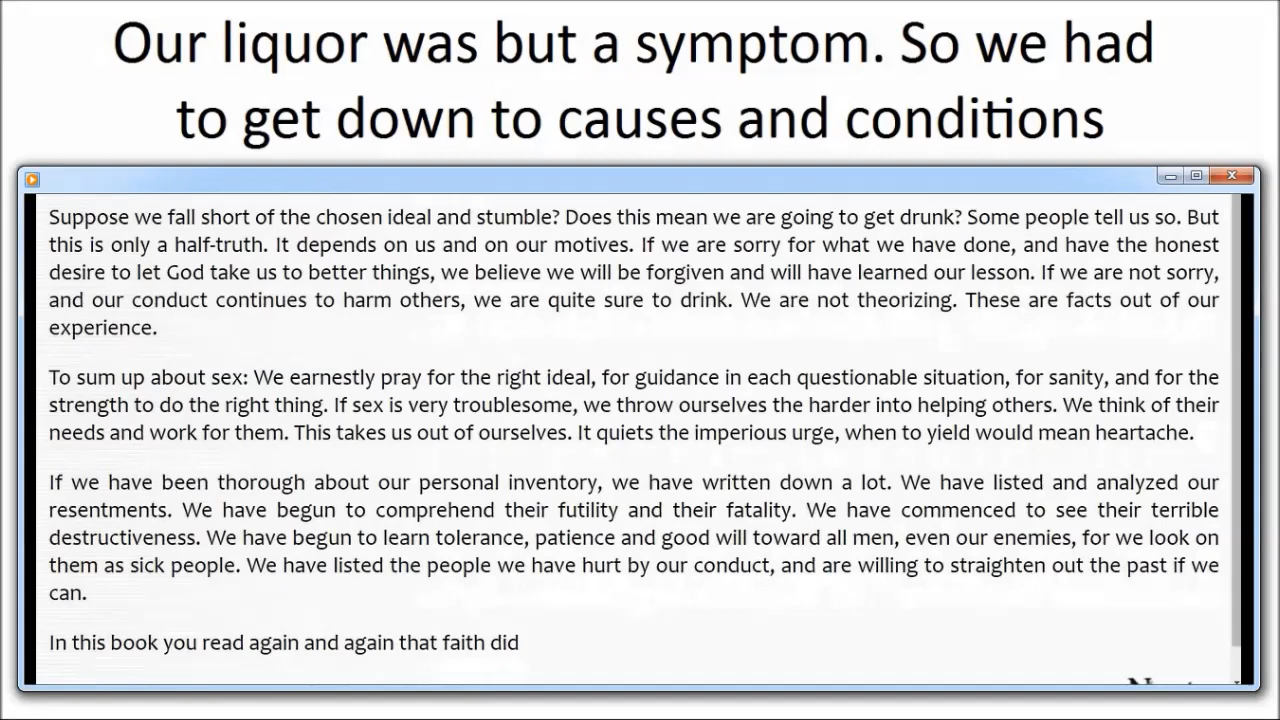 Our liquor was but a symptom. So we had
to get down to causes and conditions
Suppose we fall short of the chosen ideal and stumble? Does this mean we are going to get drunk? Some people tell us so. But
this is only a half-truth. It depends on us and on our motives. If we are sorry for what we have done, and have the honest
desire to let God take us to better things, we believe we will be forgiven and will have learned our lesson. If we are not sorry,
and our conduct continues to harm others, we are quite sure to drink. We are not theorizing. These are facts out of our
experience.
To sum up about sex: We earnestly pray for the right ideal, for guidance in each questionable situation, for sanity, and for the
strength to do the right thing. If sex is very troublesome, we throw ourselves the harder into helping others. We think of their
needs and work for them. This takes us out of ourselves. It quiets the imperious urge, when to yield would mean heartache.
If we have been thorough about our personal inventory, we have written down a lot. We have listed and analyzed our
resentments. We have begun to comprehend their futility and their fatality. We have commenced to see their terrible
destructiveness. We have begun to learn tolerance, patience and good will toward all men, even our enemies, for we look on
them as sick people. We have listed the people we have hurt by our conduct, and are willing to straighten out the past if we
can.
In this book you read again and again that faith did